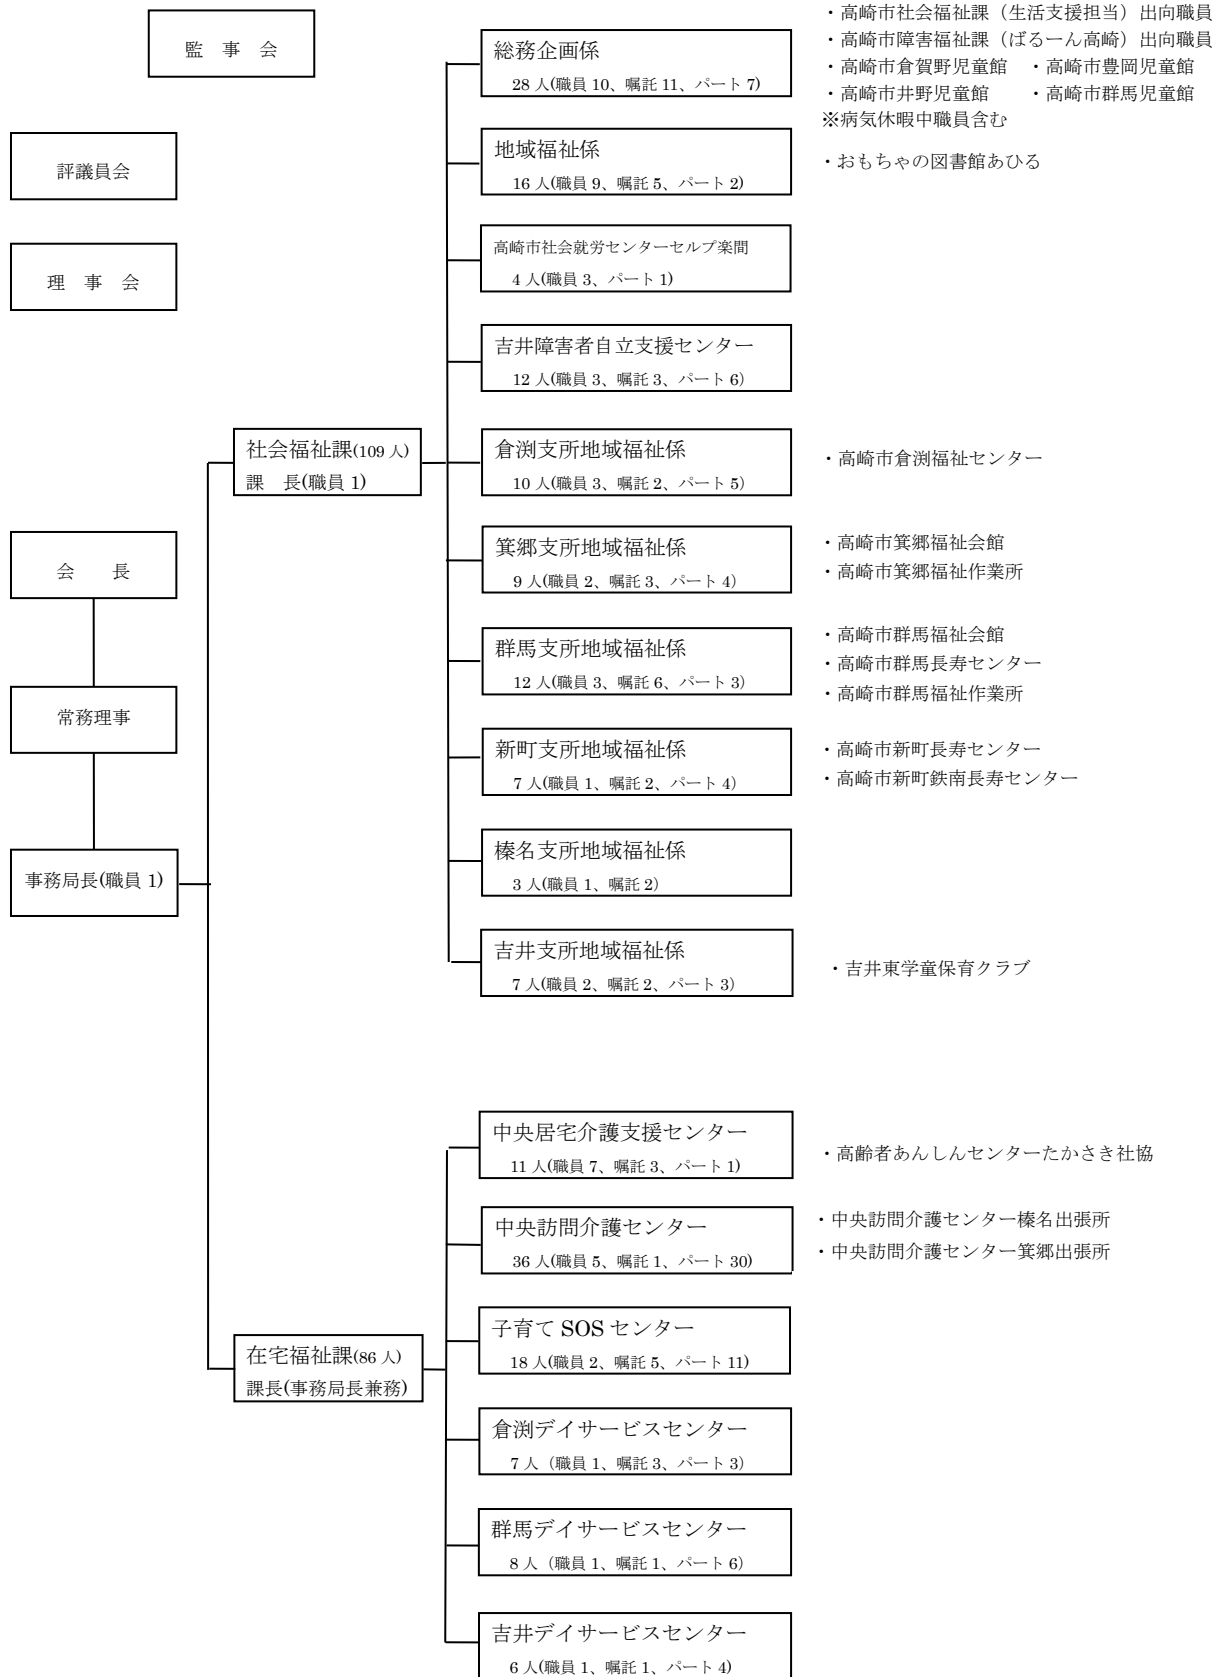 監　事　会
評議員会
理　事　会
会　　長
常務理事
事務局長(職員 1)
社会福祉課(109 人)
課　長(職員 1)
総務企画係
28 人(職員 10、嘱託 11、パート 7)
・高崎市社会福祉課（生活支援担当）出向職員
・高崎市障害福祉課（ばるーん高崎）出向職員
・高崎市倉賀野児童館　・高崎市豊岡児童館
・高崎市井野児童館　　・高崎市群馬児童館
※病気休暇中職員含む
地域福祉係
16 人(職員 9、嘱託 5、パート 2)
・おもちゃの図書館あひる
高崎市社会就労センターセルプ楽間
4 人(職員 3、パート 1)
吉井障害者自立支援センター
12 人(職員 3、嘱託 3、パート 6)
倉渕支所地域福祉係
10 人(職員 3、嘱託 2、パート 5)
・高崎市倉渕福祉センター
箕郷支所地域福祉係
9 人(職員 2、嘱託 3、パート 4)
・高崎市箕郷福祉会館
・高崎市箕郷福祉作業所
群馬支所地域福祉係
12 人(職員 3、嘱託 6、パート 3)
・高崎市群馬福祉会館
・高崎市群馬長寿センター
・高崎市群馬福祉作業所
新町支所地域福祉係
7 人(職員 1、嘱託 2、パート 4)
・高崎市新町長寿センター
・高崎市新町鉄南長寿センター
榛名支所地域福祉係
3 人(職員 1、嘱託 2)
吉井支所地域福祉係
7 人(職員 2、嘱託 2、パート 3)
・吉井東学童保育クラブ
在宅福祉課(86 人)
課長(事務局長兼務)
中央居宅介護支援センター
11 人(職員 7、嘱託 3、パート 1)
・高齢者あんしんセンターたかさき社協
中央訪問介護センター
36 人(職員 5、嘱託 1、パート 30)
・中央訪問介護センター榛名出張所
・中央訪問介護センター箕郷出張所
子育て SOS センター
18 人(職員 2、嘱託 5、パート 11)
倉渕デイサービスセンター
7 人（職員 1、嘱託 3、パート 3）
群馬デイサービスセンター
8 人（職員 1、嘱託 1、パート 6）
吉井デイサービスセンター
6 人(職員 1、嘱託 1、パート 4)